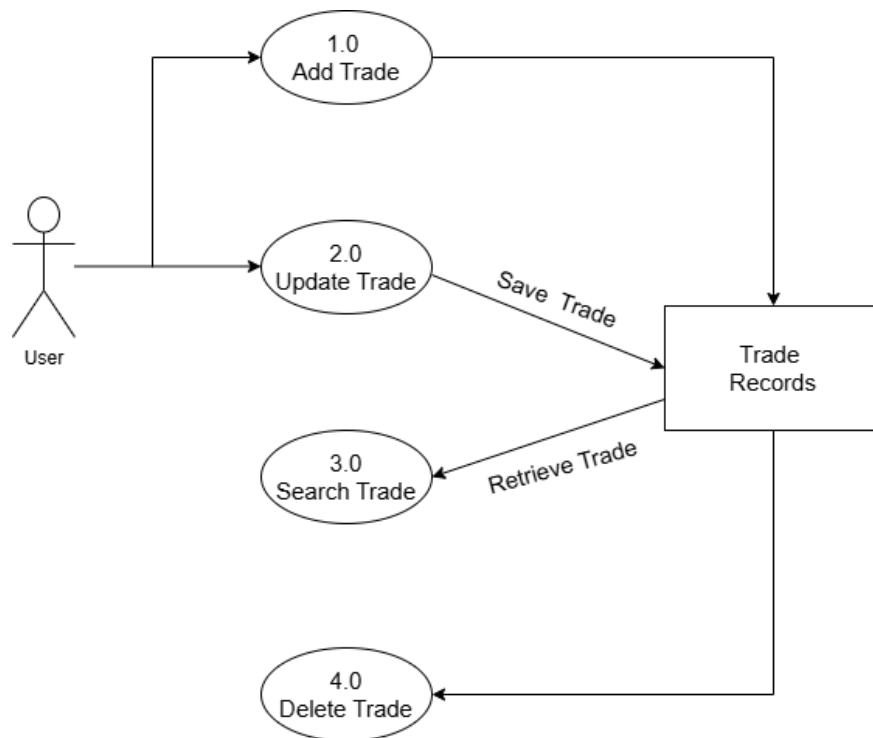 1.0
Add Trade
User
2.0
Update Trade
Save Trade
Trade
Records
Retrieve Trade
3.0
Search Trade
4.0
Delete Trade